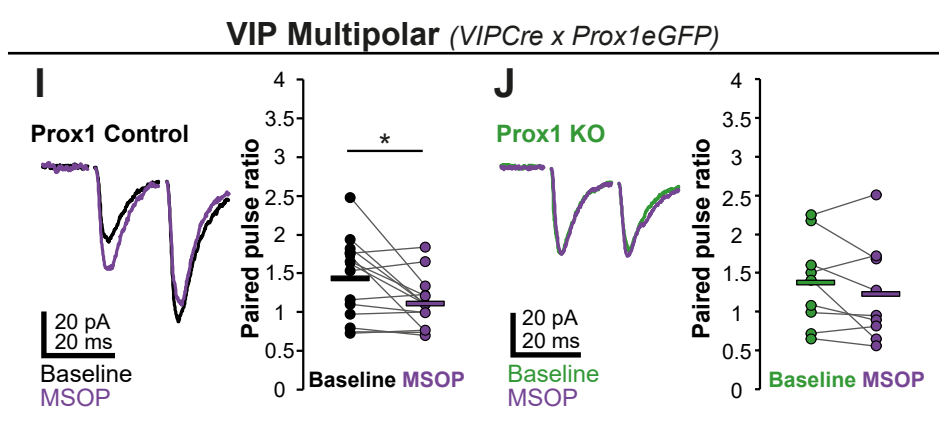 VIP Multipolar (VIPCre x Prox1eGFP)
I
Prox1 Control
20 pA
20 ms
Baseline
MSOP
Paired pulse ratio
4
3.5
3
2.5
2
1.5
1
0.5
0
*
Baseline MSOP
J
Prox1 KO
20 pA
20 ms
Baseline
MSOP
Paired pulse ratio
4
3.5
3
2.5
2
1.5
1
0.5
0
Baseline MSOP